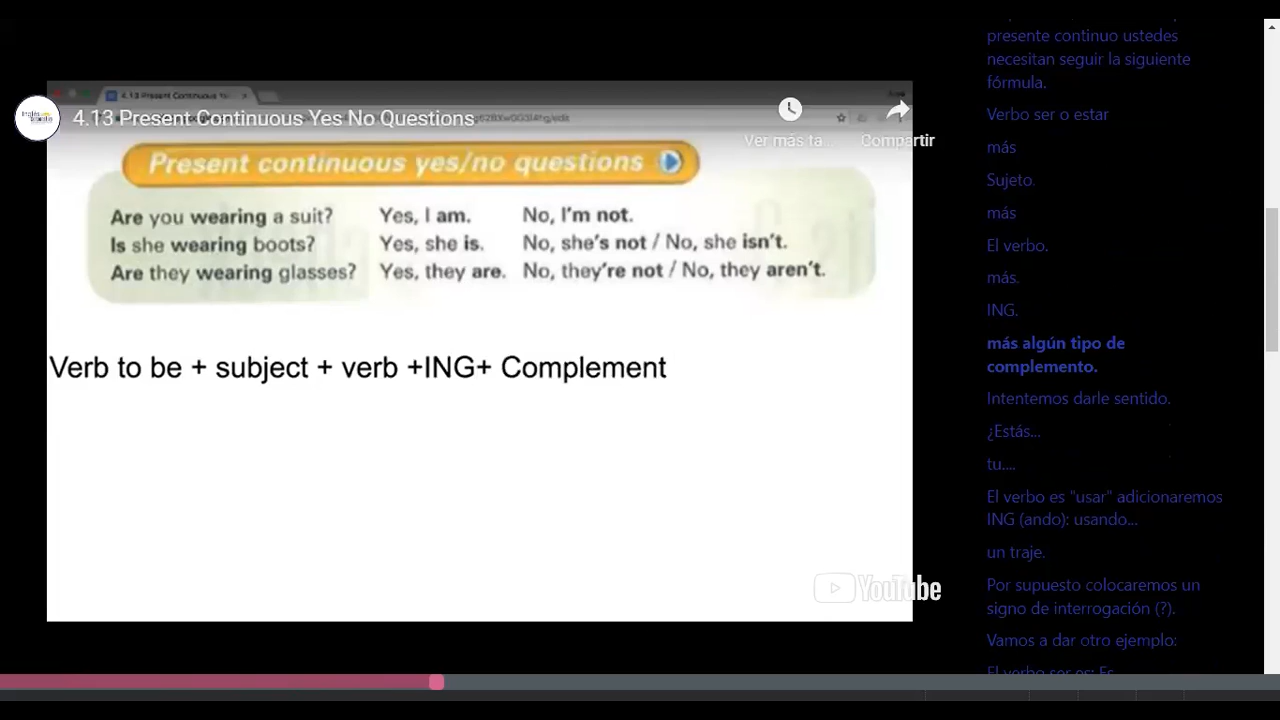 4.13 Present Continuous Yes No Questions
Ver más ta...
Compartir
Present continuous yes/no questions
Are you wearing a suit? Yes, I am. No, I'm not.
Is she wearing boots? Yes, she is. No, she's not / No, she isn't.
Are they wearing glasses? Yes, they are. No, they're not / No, they aren't.
Verb to be + subject + verb +ING+ Complement
YouTube
presente continuo ustedes
necesitan seguir la siguiente
fórmula.
Verbo ser o estar
más
Sujeto.
más
El verbo.
más.
ING.
más algún tipo de
complemento.
Intentemos darle sentido.
¿Estás...
tu....
El verbo es "usar" adicionaremos
ING (ando): usando...
un traje.
Por supuesto colocaremos un
signo de interrogación (?).
Vamos a dar otro ejemplo:
El verbo ser es: Es